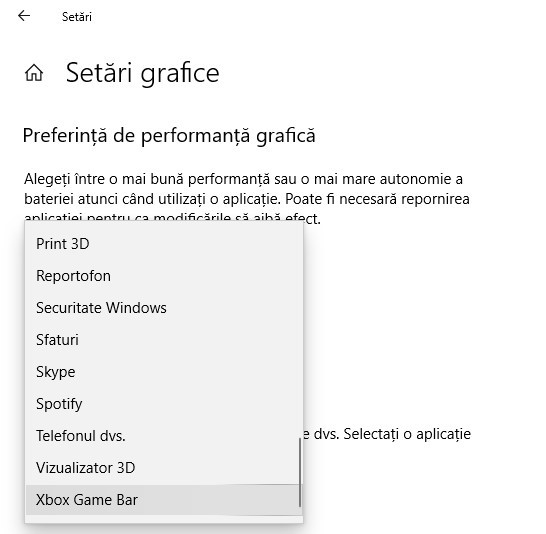 Setări
Setări grafice
Preferință de performanță grafică
Alegeți între o mai bună performanță sau o mai mare autonomie a
bateriei atunci când utilizați o aplicație. Poate fi necesară repornirea
aplicației pentru ca modificările să aibă efect.
Print 3D
Reportofon
Securitate Windows
Sfaturi
Skype
Spotify
Telefonul dvs.
e dvs. Selectați o aplicație
Vizualizator 3D
Xbox Game Bar